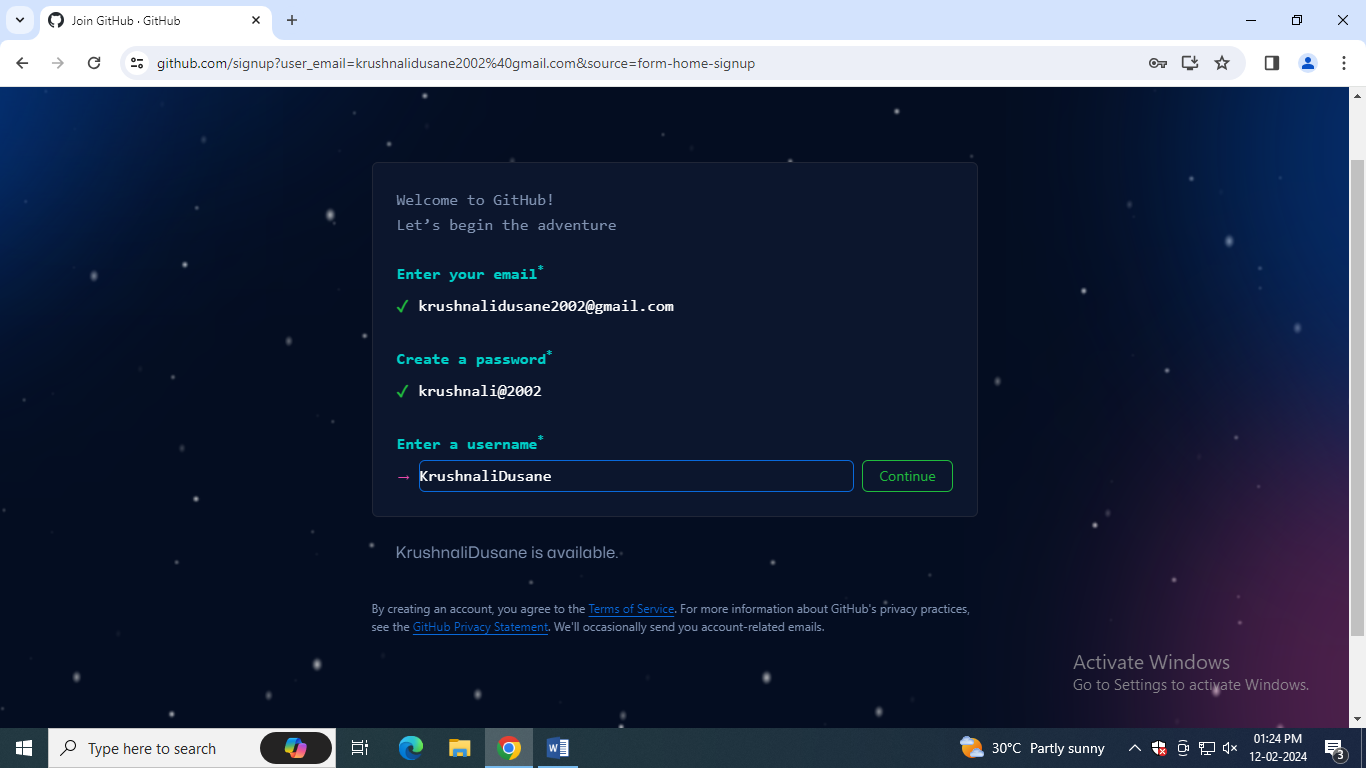 Join GitHub · GitHub
github.com/signup?user_email=krushnalidusane2002%40gmail.com&source=form-home-signup
Welcome to GitHub!
Let’s begin the adventure
Enter your email*
✓ krushnalidusane2002@gmail.com
Create a password*
✓ krushnali@2002
Enter a username*
→ KrushnaliDusane Continue
KrushnaliDusane is available.
By creating an account, you agree to the Terms of Service. For more information about GitHub's privacy practices,
see the GitHub Privacy Statement. We'll occasionally send you account-related emails.
Activate Windows
Go to Settings to activate Windows.
Type here to search
30°C Partly sunny
01:24 PM
12-02-2024
3